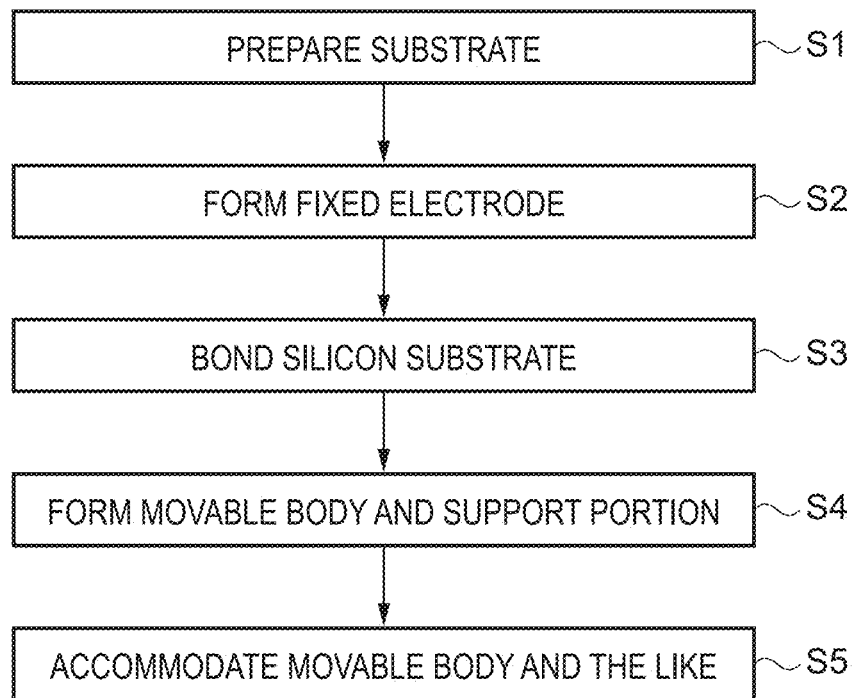 PREPARE SUBSTRATE S1
FORM FIXED ELECTRODE S2
BOND SILICON SUBSTRATE S3
FORM MOVABLE BODY AND SUPPORT PORTION S4
ACCOMMODATE MOVABLE BODY AND THE LIKE S5